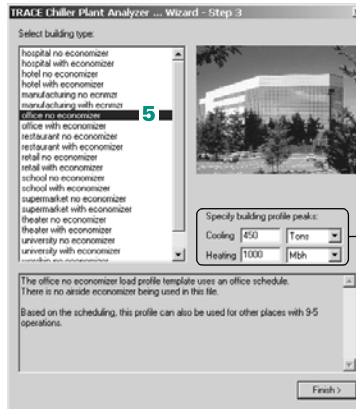 TRACE Chiller Plant Analyzer ... Wizard - Step 3
Select building type:
hospital no economizer
hospital with economizer
hotel no economizer
hotel with economizer
manufacturing no ecnmzr
manufacturing with ecnmzr
office no economizer
5
office with economizer
restaurant no economizer
restaurant with economizer
retail no economizer
retail with economizer
school no economizer
school with economizer
supermarket no economizer
supermarket with economizer
theater no economizer
theater with economizer
university no economizer
university with economizer
Specify building profile peaks:
Cooling 450 Tons
Heating 1000 Mbh
The office no economizer load profile template uses an office schedule.
There is no airside economizer being used in this file.
Based on the scheduling, this profile can also be used for other places with 9-5
operations.
Finish >